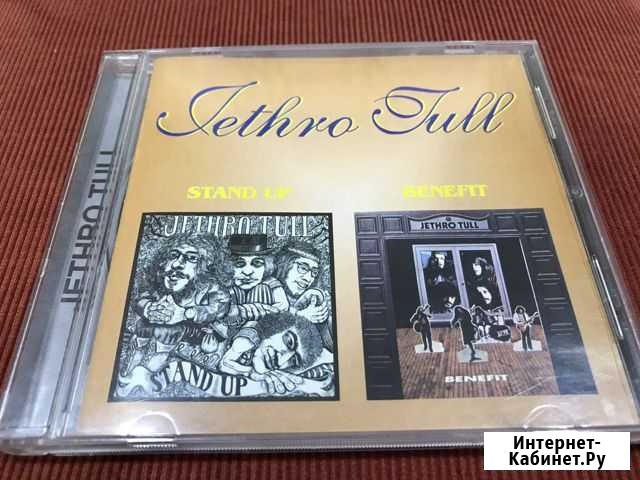 Jethro Tull
STAND UP
BENEFIT
JETHRO TULL
JETHRO TULL
STAND UP
JETHRO TULL
BENEFIT
Интернет-
Кабинет.Ру